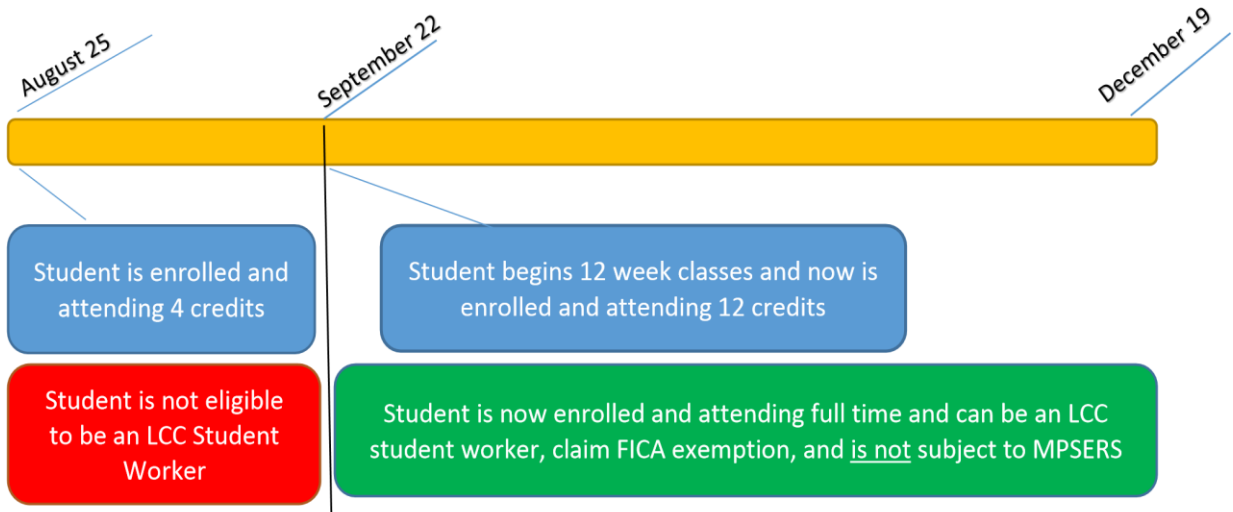 August 25
September 22
December 19
Student is enrolled and
attending 4 credits
Student begins 12 week classes and now is
enrolled and attending 12 credits
Student is not eligible
to be an LCC Student
Worker
Student is now enrolled and attending full time and can be an LCC
student worker, claim FICA exemption, and is not subject to MPSERS